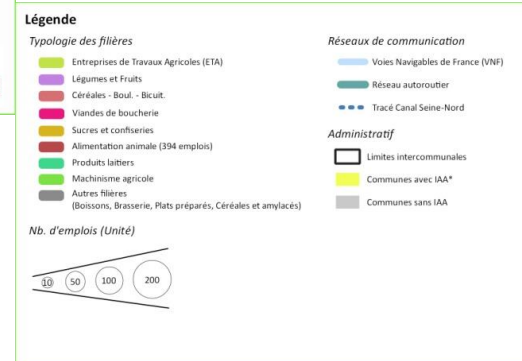 Légende
Typologie des filières
Entreprises de Travaux Agricoles (ETA)
Légumes et Fruits
Céréales - Boul. - Bicuit.
Viandes de boucherie
Sucres et confiseries
Alimentation animale (394 emplois)
Produits laitiers
Machinisme agricole
Autres filières
(Boissons, Brasserie, Plats préparés, Céréales et amylacés)
Nb. d'emplois (Unité)
10 50 100 200
Réseaux de communication
Voies Navigables de France (VNF)
Réseau autoroutier
Tracé Canal Seine-Nord
Administratif
Limites intercommunales
Communes avec IAA*
Communes sans IAA